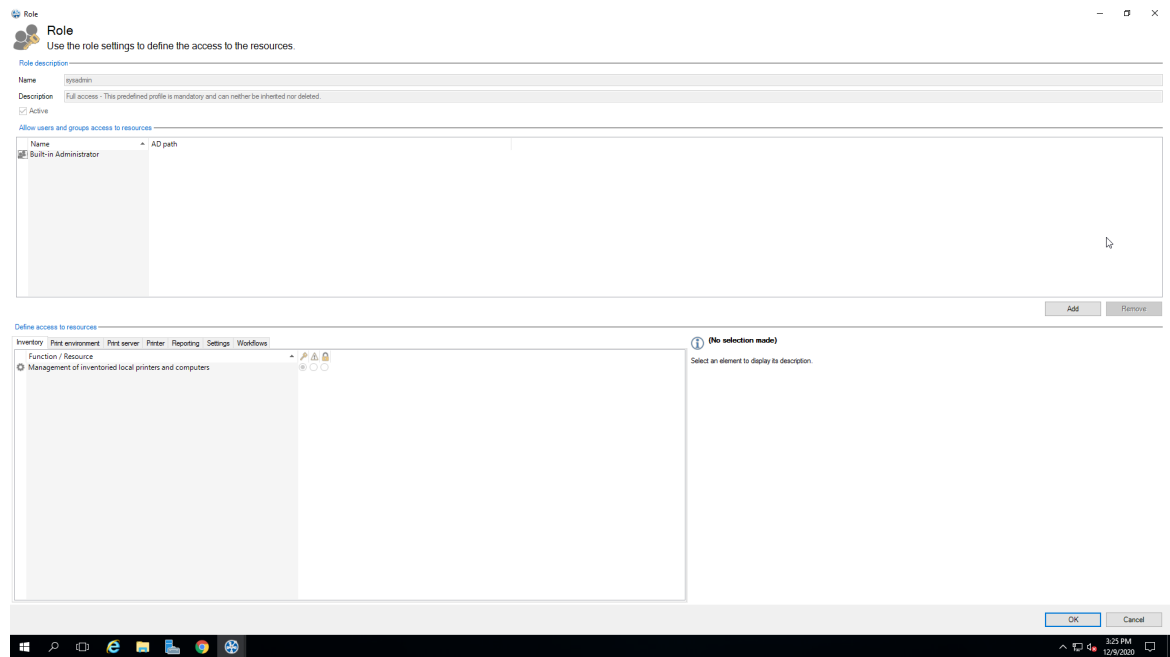 Role
Role
Use the role settings to define the access to the resources.
Role description
Name sysadmin
Description Full access - This predefined profile is mandatory and can neither be inherited nor deleted.
Active
Allow users and groups access to resources
Name AD path
Built-in Administrator
Add Remove
Define access to resources
Inventory Print environment Print server Printer Reporting Settings Workflows
(No selection made)
Function / Resource
Select an element to display its description.
Management of inventoried local printers and computers
OK Cancel
3:25 PM
12/9/2020